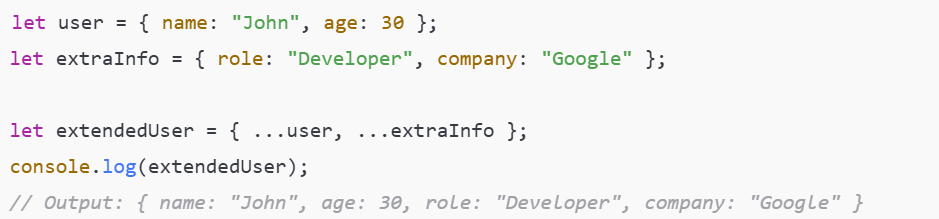 let user = { name: "John", age: 30 };
let extraInfo = { role: "Developer", company: "Google" };
let extendedUser = { ...user, ...extraInfo };
console.log(extendedUser);
// Output: { name: "John", age: 30, role: "Developer", company: "Google" }